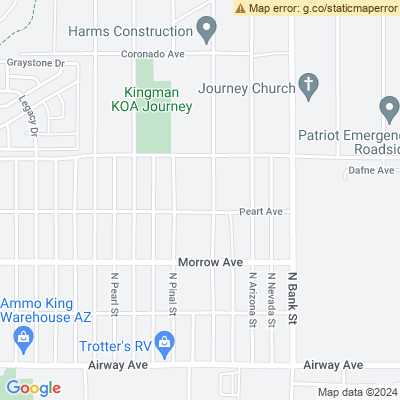 Map error: g.co/staticmaperror
Harms Construction
Coronado Ave
Graystone Dr
Kingman
KOA Journey
Journey Church
Legacy Dr
Patriot Emergen
Roadsid
Dafne Ave
Peart Ave
Morrow Ave
N Pearl St
N Pinal St
N Arizona St
N Nevada St
N Bank St
Ammo King
Warehouse AZ
Trotter's RV
Airway Ave
Airway Ave
Google
Map data ©2024